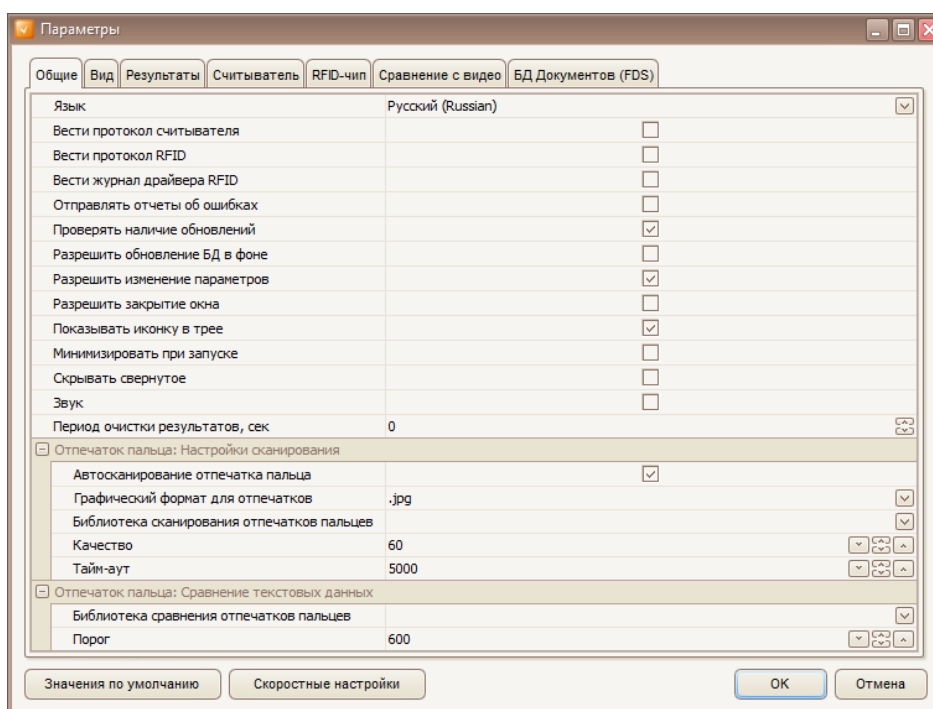 Параметры
Общие Вид Результаты Считыватель RFID-чип Сравнение с видео БД Документов (FDS)
Язык Русский (Russian)
Вести протокол считывателя
Вести протокол RFID
Вести журнал драйвера RFID
Отправлять отчеты об ошибках
Проверять наличие обновлений
Разрешить обновление БД в фоне
Разрешить изменение параметров
Разрешить закрытие окна
Показывать иконку в трее
Минимизировать при запуске
Скрывать свернутое
Звук
Период очистки результатов, сек 0
Отпечаток пальца: Настройки сканирования
Автосканирование отпечатка пальца
Графический формат для отпечатков .jpg
Библиотека сканирования отпечатков пальцев
Качество 60
Тайм-аут 5000
Отпечаток пальца: Сравнение текстовых данных
Библиотека сравнения отпечатков пальцев
Порог 600
Значения по умолчанию Скоростные настройки OK Отмена